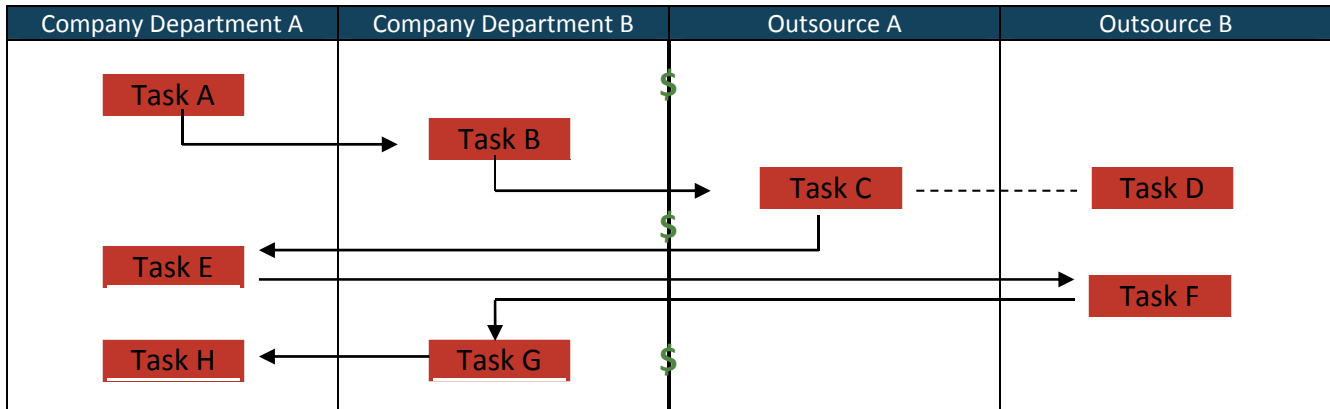 Company Department A Company Department B Outsource A Outsource B
$
Task A
Task B
Task C Task D
$
Task E
Task F
Task H Task G $